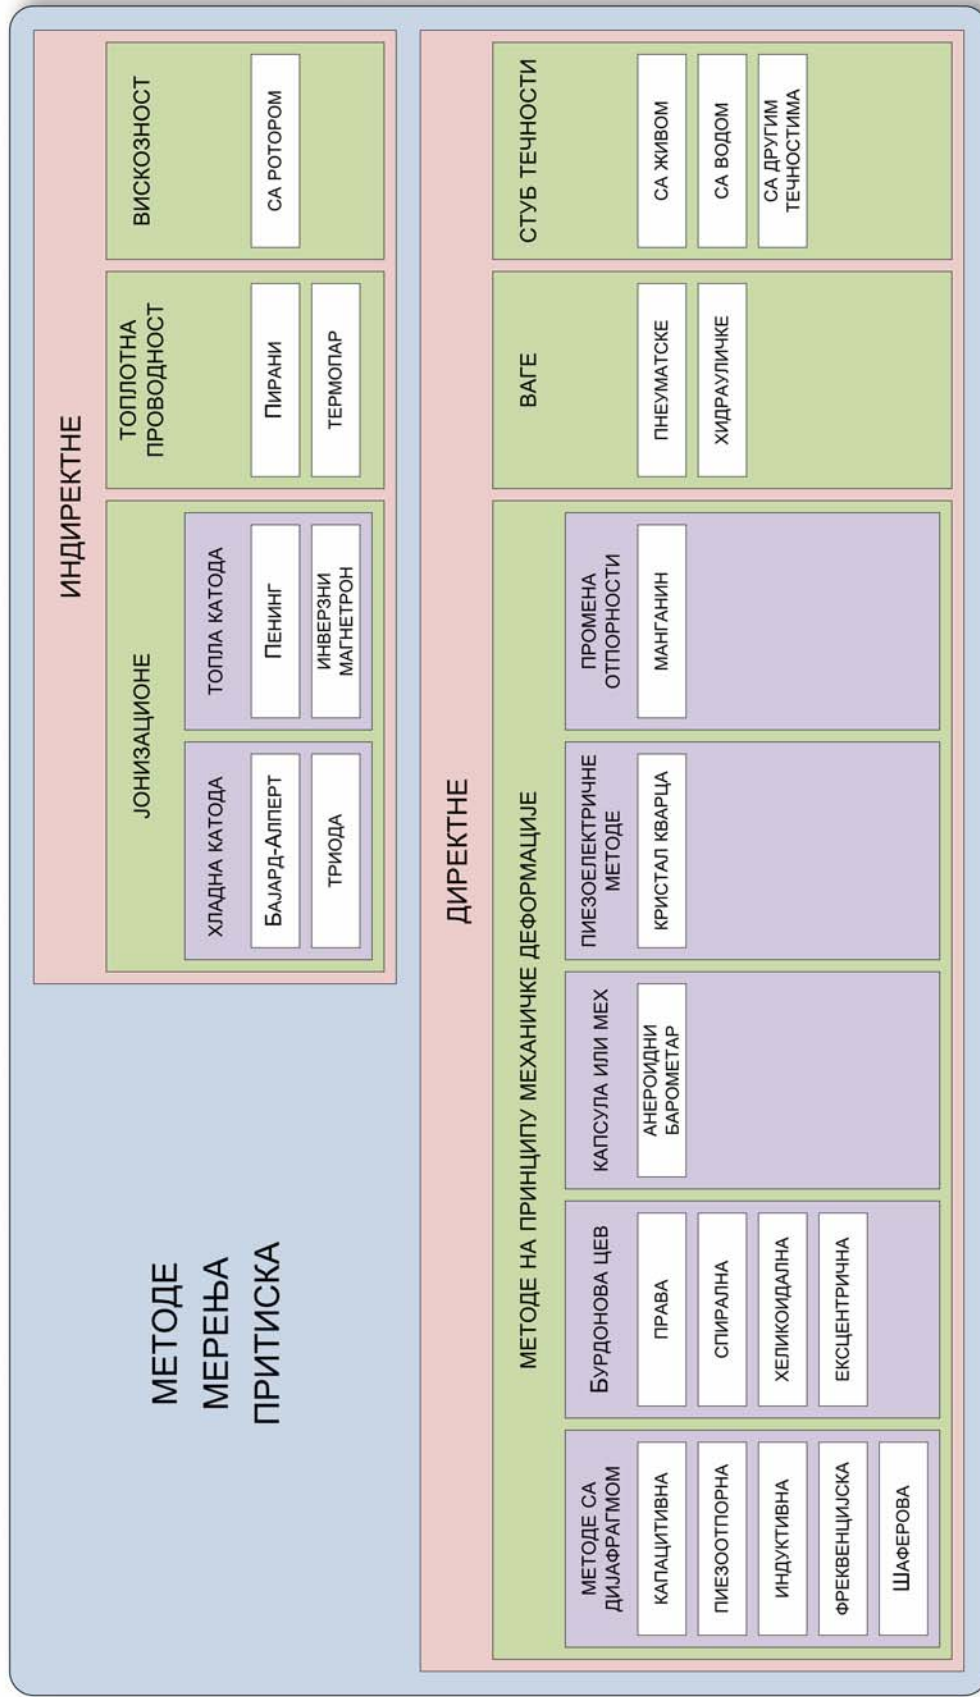 МЕТОДЕ
МЕРЕЊА
ПРИТИСКА
ИНДИРЕКТНЕ
ЈОНИЗАЦИОНЕ
ХЛАДНА КАТОДА
БАЈАРД-АЛПЕРТ
ТРИОДА
ТОПЛА КАТОДА
ПЕНИНГ
ИНВЕРЗНИ
МАГНЕТРОН
ТОПЛОТНА
ПРОВОДНОСТ
ПИРАНИ
ТЕРМОПАР
ВИСКОЗНОСТ
СА РОТОРОМ
ДИРЕКТНЕ
МЕТОДЕ НА ПРИНЦИПУ МЕХАНИЧКЕ ДЕФОРМАЦИЈЕ
МЕТОДЕ СА
ДИЈАФРАГМОМ
КАПАЦИТИВНА
ПИЕЗООТПОРНА
ИНДУКТИВНА
ФРЕКВЕНЦИЈСКА
ШАФЕРОВА
БУРДОНОВА ЦЕВ
ПРАВА
СПИРАЛНА
ХЕЛИКОИДАЛНА
ЕКСЦЕНТРИЧНА
КАПСУЛА ИЛИ МЕХ
АНЕРОИДНИ
БАРОМЕТАР
ПИЕЗОЕЛЕКТРИЧНЕ
МЕТОДЕ
КРИСТАЛ КВАРЦА
ПРОМЕНА
ОТПОРНОСТИ
МАНГАНИН
ВАГЕ
ПНЕУМАТСКЕ
ХИДРАУЛИЧКЕ
СТУБ ТЕЧНОСТИ
СА ЖИВОМ
СА ВОДОМ
СА ДРУГИМ
ТЕЧНОСТИМА